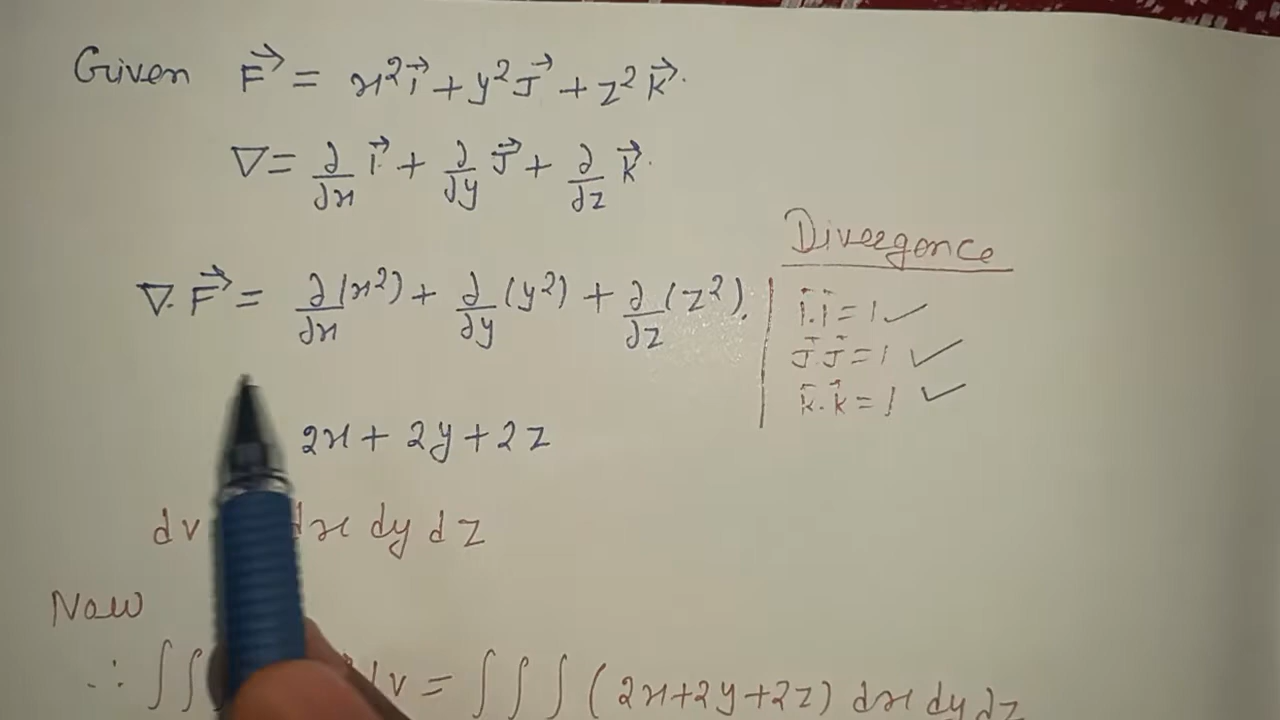 Given F⃗ = x²i⃗ + y²J⃗ + z²K⃗.
∇ = ∂/∂x i⃗ + ∂/∂y J⃗ + ∂/∂z K⃗.
∇.F⃗ = ∂/∂x (x²) + ∂/∂y (y²) + ∂/∂z (z²).
2x + 2y + 2z
dv dx dy dz
Now
∴ ∫∫ dv = ∫∫∫ (2x+2y+2z) dx dy dz
Divergence
i⃗.i⃗ = 1 ✓
J⃗.J⃗ = 1 ✓
k⃗.k⃗ = 1 ✓